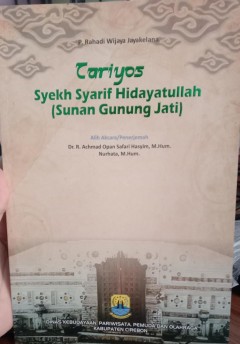 P. Rahadi Wijaya Jayakelana
Cariyos
Syekh Syarif Hidayatullah
(Sunan Gunung Jati)
Alih Aksara/Penerjemah
Dr. R. Achmad Opan Safari Hasyim, M.Hum.
Nurhata, M.Hum.
DINAS KEBUDAYAAN, PARIWISATA, PEMUDA DAN OLAHRAGA
KABUPATEN CIREBON